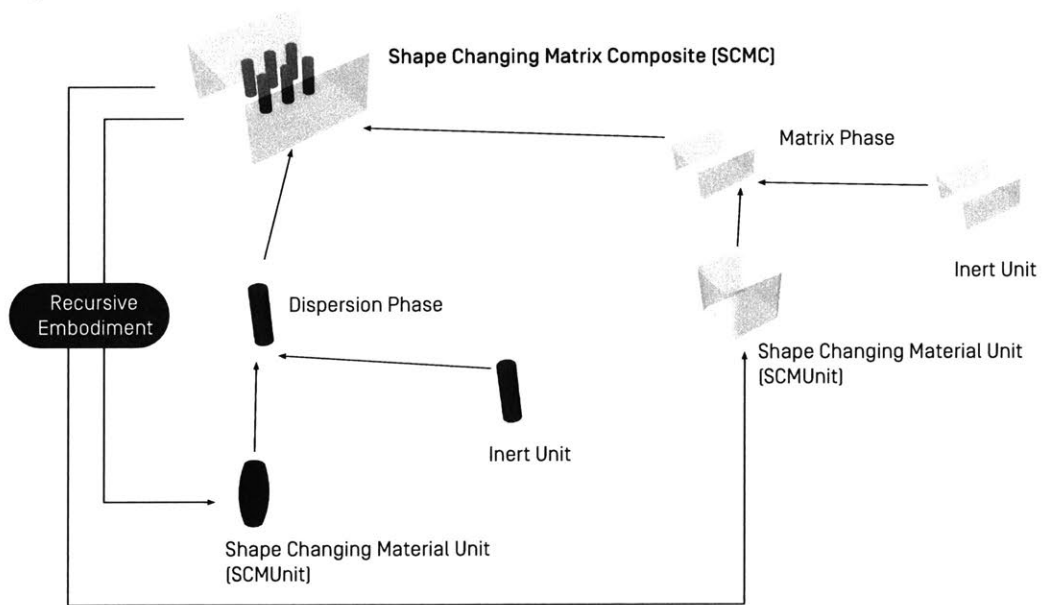 Shape Changing Matrix Composite (SCMC)
Matrix Phase
Inert Unit
Recursive
Embodiment
Dispersion Phase
Shape Changing Material Unit
(SCMUnit)
Inert Unit
Shape Changing Material Unit
(SCMUnit)